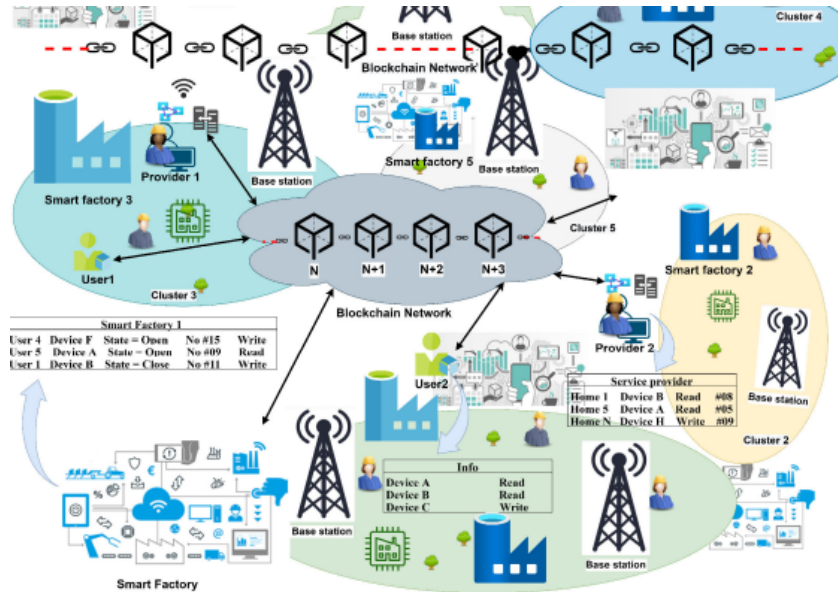 Base station
Cluster 4
Blockchain Network
Smart factory 5
Base station
Provider 1
Base station
Smart factory 3
Cluster 5
User1
N
N+1
N+2
N+3
Smart factory 2
Cluster 3
Blockchain Network
Provider 2
Smart Factory 1
User 4 Device F State = Open No #15 Write
User 5 Device A State = Open No #09 Read
User 1 Device B State = Close No #11 Write
User2
Service provider
Home 1 Device B Read #08
Home 5 Device A Read #05
Home N Device H Write #09
Base station
Cluster 2
Info
Device A Read
Device B Read
Device C Write
Base station
Base station
Smart Factory